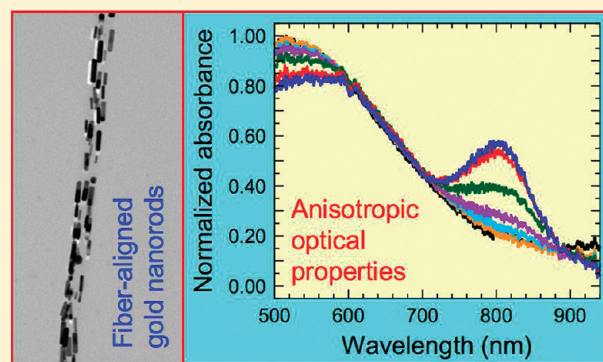 Fiber-aligned
gold nanorods
Normalized absorbance
1.00
0.80
0.60
0.40
0.20
0.00
Anisotropic
optical
properties
500
600
700
800
900
Wavelength (nm)